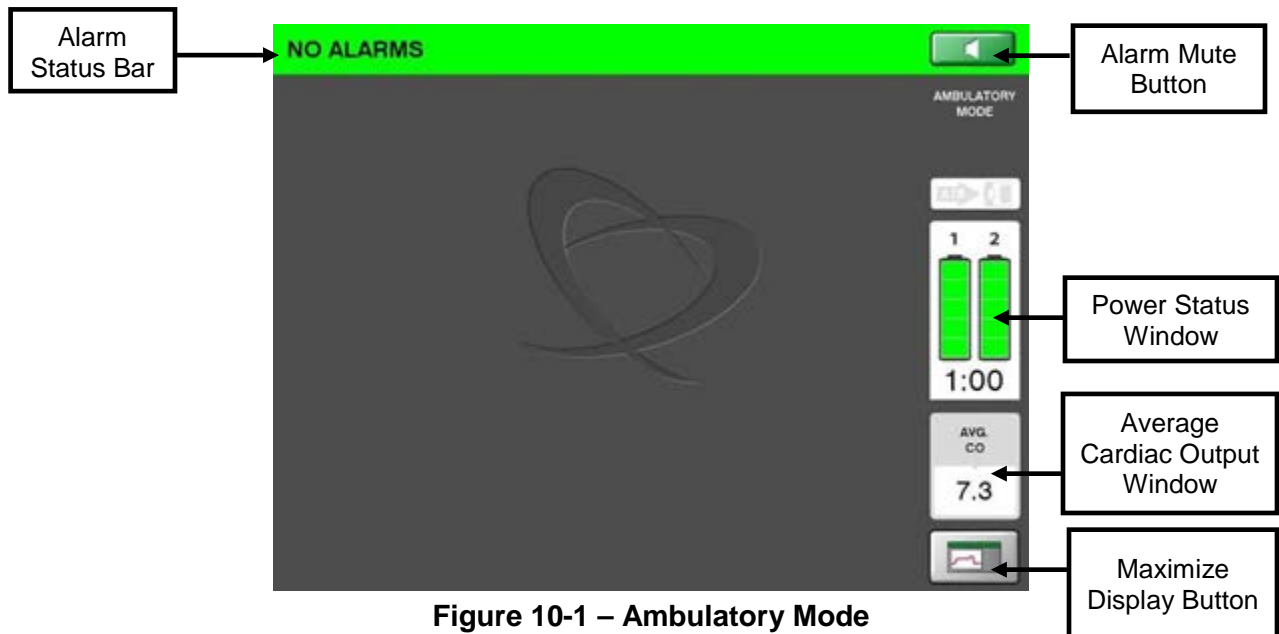 Alarm
Status Bar
NO ALARMS
Alarm Mute
Button
AMBULATORY
MODE
1 2
1:00
Power Status
Window
AVG.
CO
7.3
Average
Cardiac Output
Window
Maximize
Display Button
Figure 10-1 – Ambulatory Mode